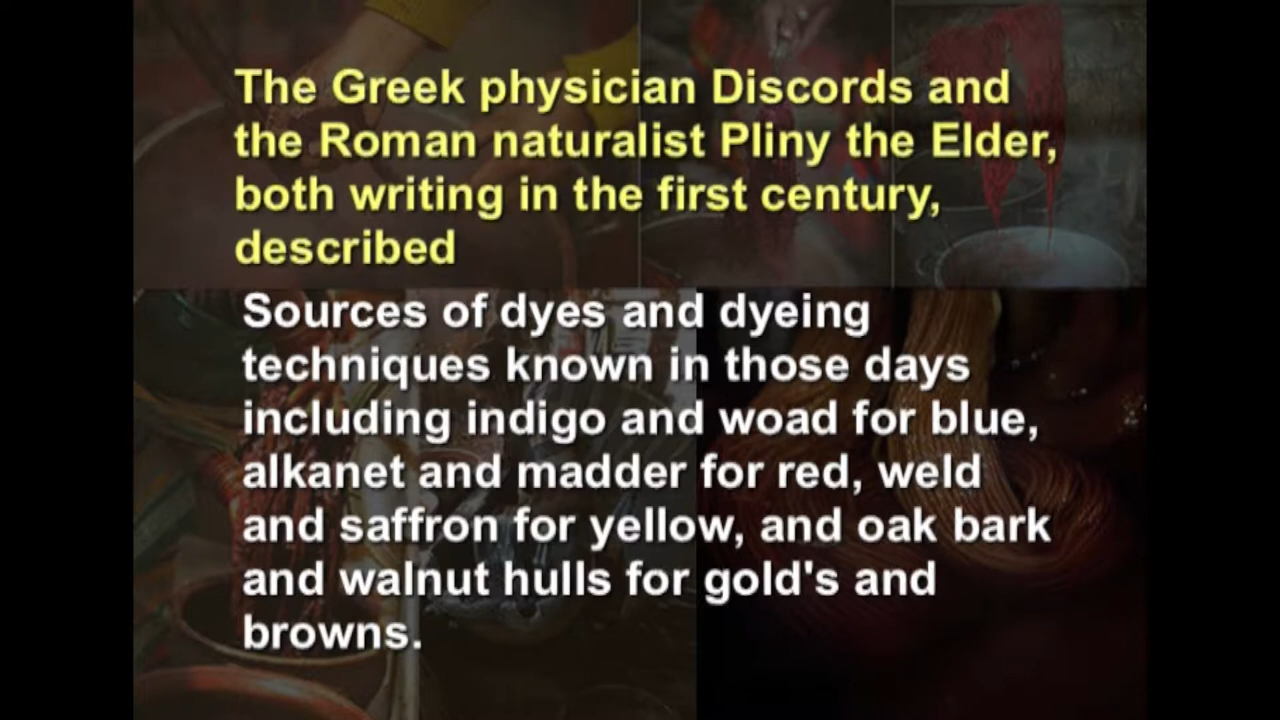 The Greek physician Discords and
the Roman naturalist Pliny the Elder,
both writing in the first century,
described
Sources of dyes and dyeing
techniques known in those days
including indigo and woad for blue,
alkanet and madder for red, weld
and saffron for yellow, and oak bark
and walnut hulls for gold's and
browns.